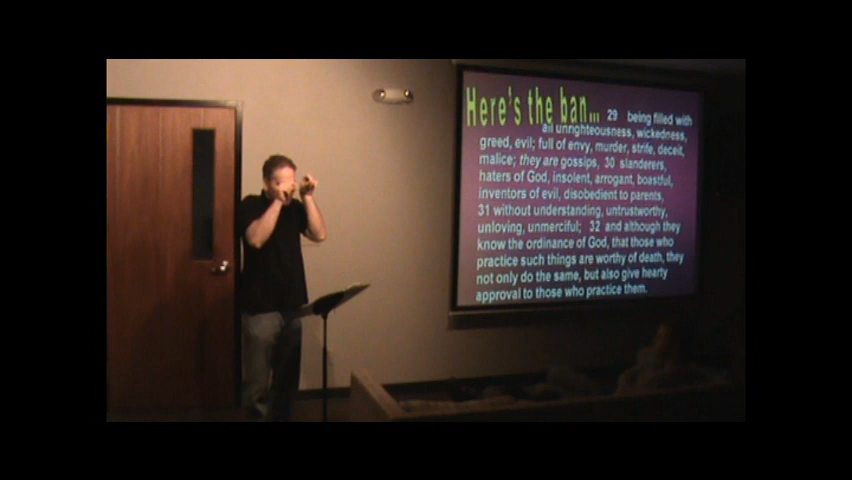 Here's the ban... 29 being filled with
all unrighteousness, wickedness,
greed, evil; full of envy, murder, strife, deceit,
malice; they are gossips, 30 slanderers,
haters of God, insolent, arrogant, boastful,
inventors of evil, disobedient to parents,
31 without understanding, untrustworthy,
unloving, unmerciful; 32 and although they
know the ordinance of God, that those who
practice such things are worthy of death, they
not only do the same, but also give hearty
approval to those who practice them.